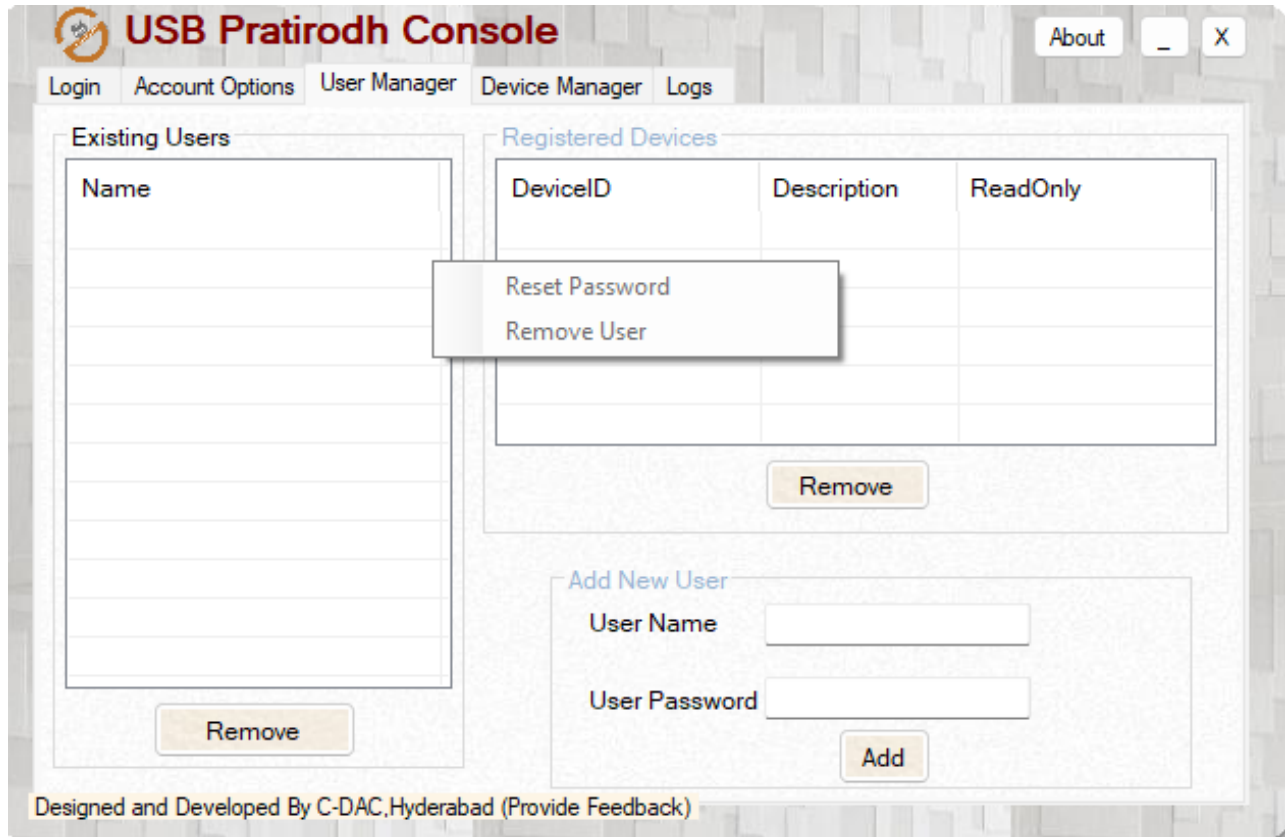 USB Pratirodh Console
About _ X
Login Account Options User Manager Device Manager Logs
Existing Users
Name
Remove
Registered Devices
DeviceID Description ReadOnly
Reset Password
Remove User
Remove
Add New User
User Name
User Password
Add
Designed and Developed By C-DAC,Hyderabad (Provide Feedback)